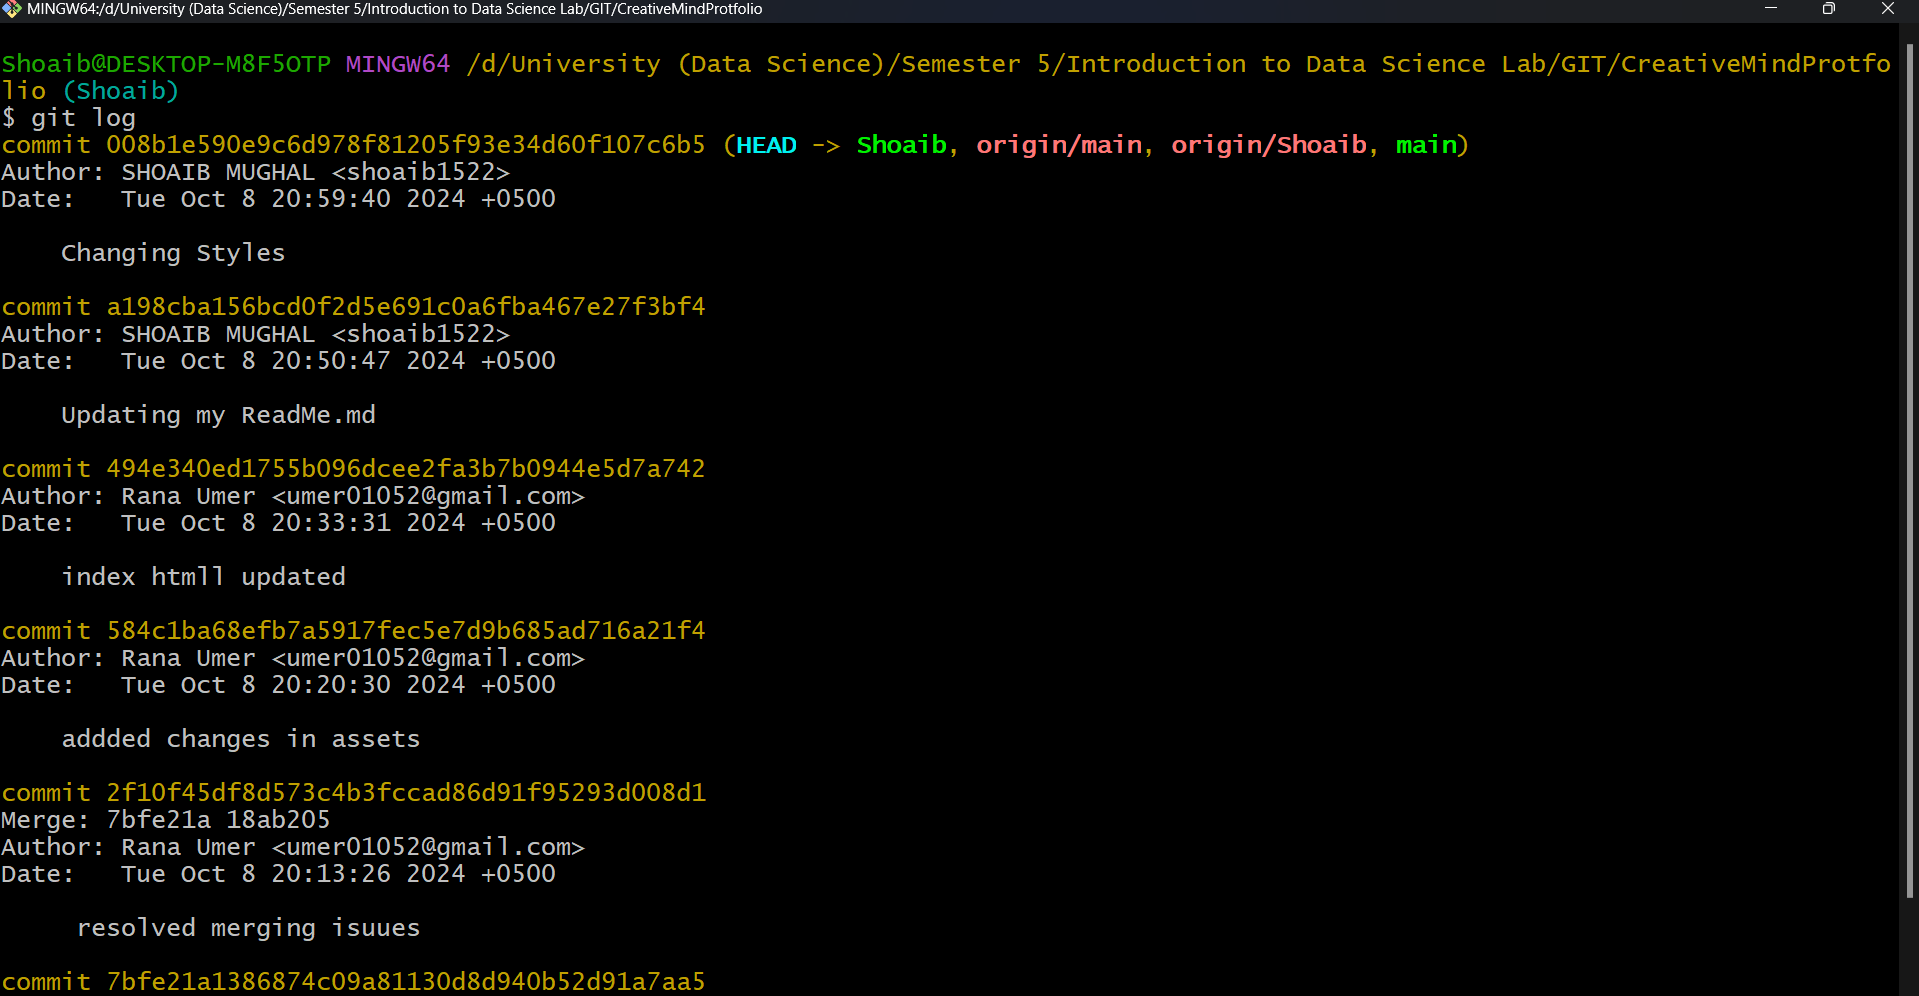 MINGW64:/d/University (Data Science)/Semester 5/Introduction to Data Science Lab/GIT/CreativeMindProtfolio
Shoaib@DESKTOP-M8F5OTP MINGW64 /d/University (Data Science)/Semester 5/Introduction to Data Science Lab/GIT/CreativeMindProtfo
lio (Shoaib)
$ git log
commit 008b1e590e9c6d978f81205f93e34d60f107c6b5 (HEAD -> Shoaib, origin/main, origin/Shoaib, main)
Author: SHOAIB MUGHAL <shoaib1522>
Date:   Tue Oct 8 20:59:40 2024 +0500
Changing Styles
commit a198cba156bcd0f2d5e691c0a6fba467e27f3bf4
Author: SHOAIB MUGHAL <shoaib1522>
Date:   Tue Oct 8 20:50:47 2024 +0500
Updating my ReadMe.md
commit 494e340ed1755b096dcee2fa3b7b0944e5d7a742
Author: Rana Umer <umer01052@gmail.com>
Date:   Tue Oct 8 20:33:31 2024 +0500
index htmll updated
commit 584c1ba68efb7a5917fec5e7d9b685ad716a21f4
Author: Rana Umer <umer01052@gmail.com>
Date:   Tue Oct 8 20:20:30 2024 +0500
addded changes in assets
commit 2f10f45df8d573c4b3fccad86d91f95293d008d1
Merge: 7bfe21a 18ab205
Author: Rana Umer <umer01052@gmail.com>
Date:   Tue Oct 8 20:13:26 2024 +0500
resolved merging isuues
commit 7bfe21a1386874c09a81130d8d940b52d91a7aa5